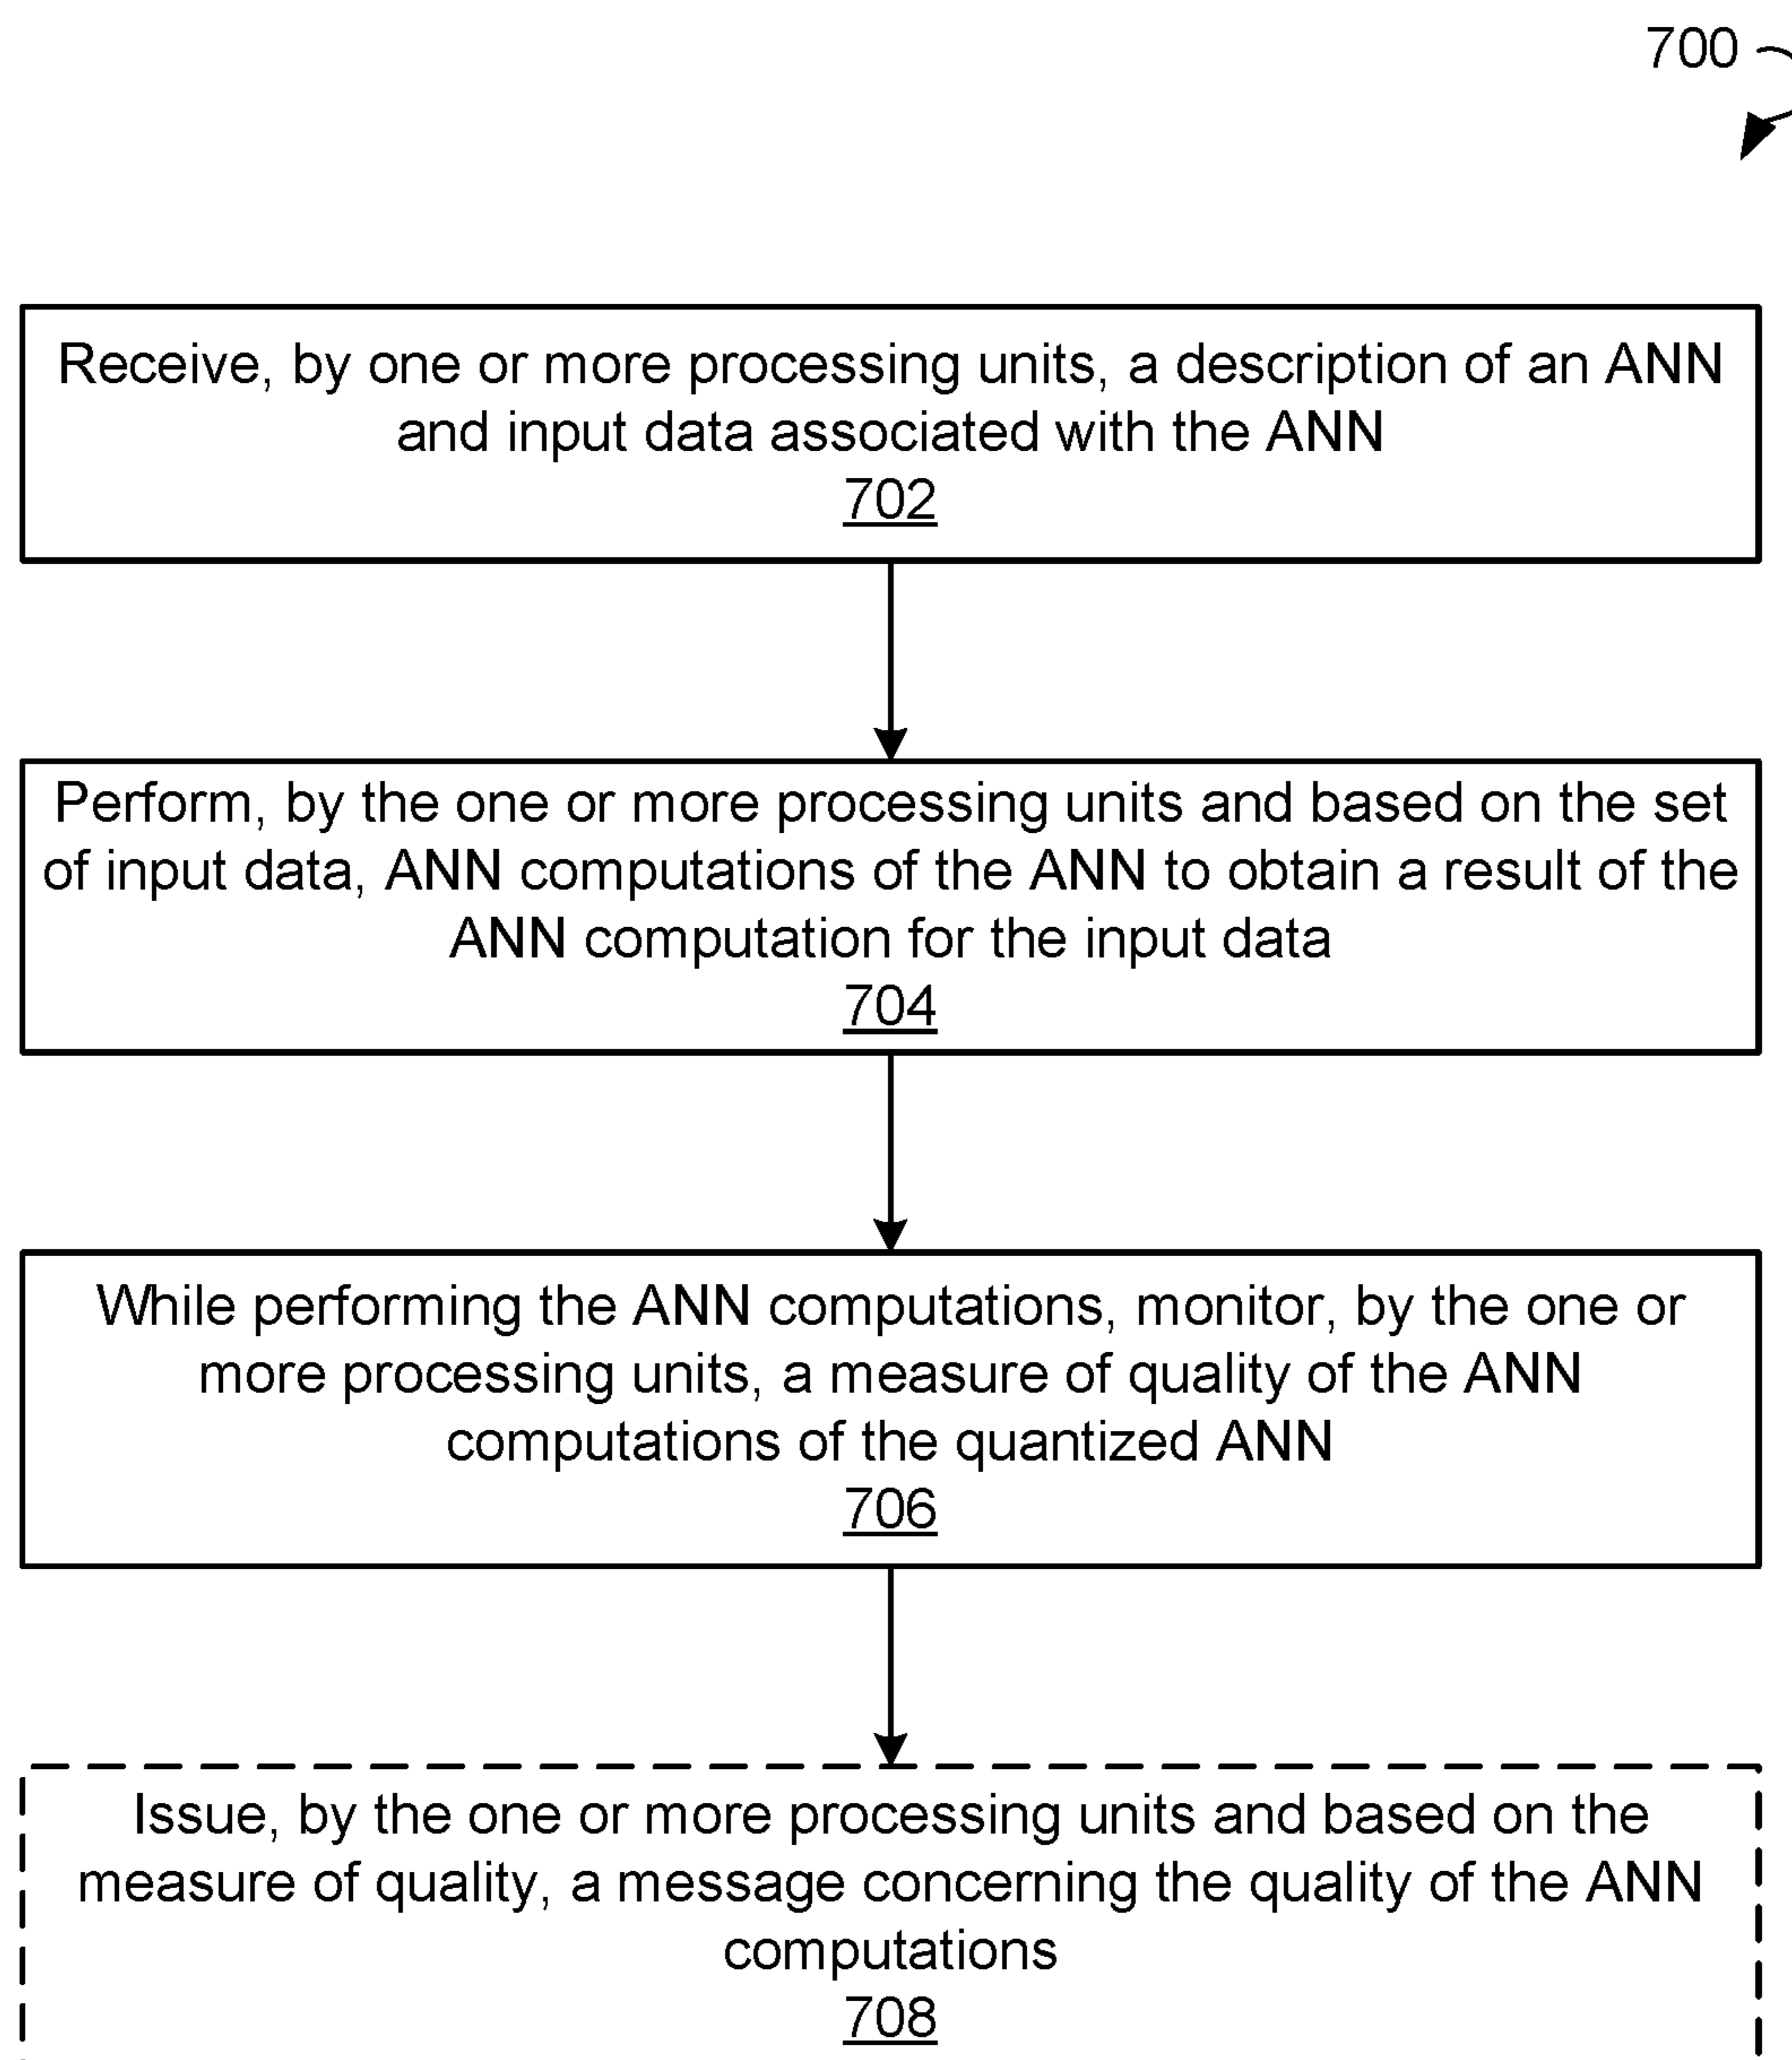 700
Receive, by one or more processing units, a description of an ANN
and input data associated with the ANN
702
Perform, by the one or more processing units and based on the set
of input data, ANN computations of the ANN to obtain a result of the
ANN computation for the input data
704
While performing the ANN computations, monitor, by the one or
more processing units, a measure of quality of the ANN
computations of the quantized ANN
706
Issue, by the one or more processing units and based on the
measure of quality, a message concerning the quality of the ANN
computations
708